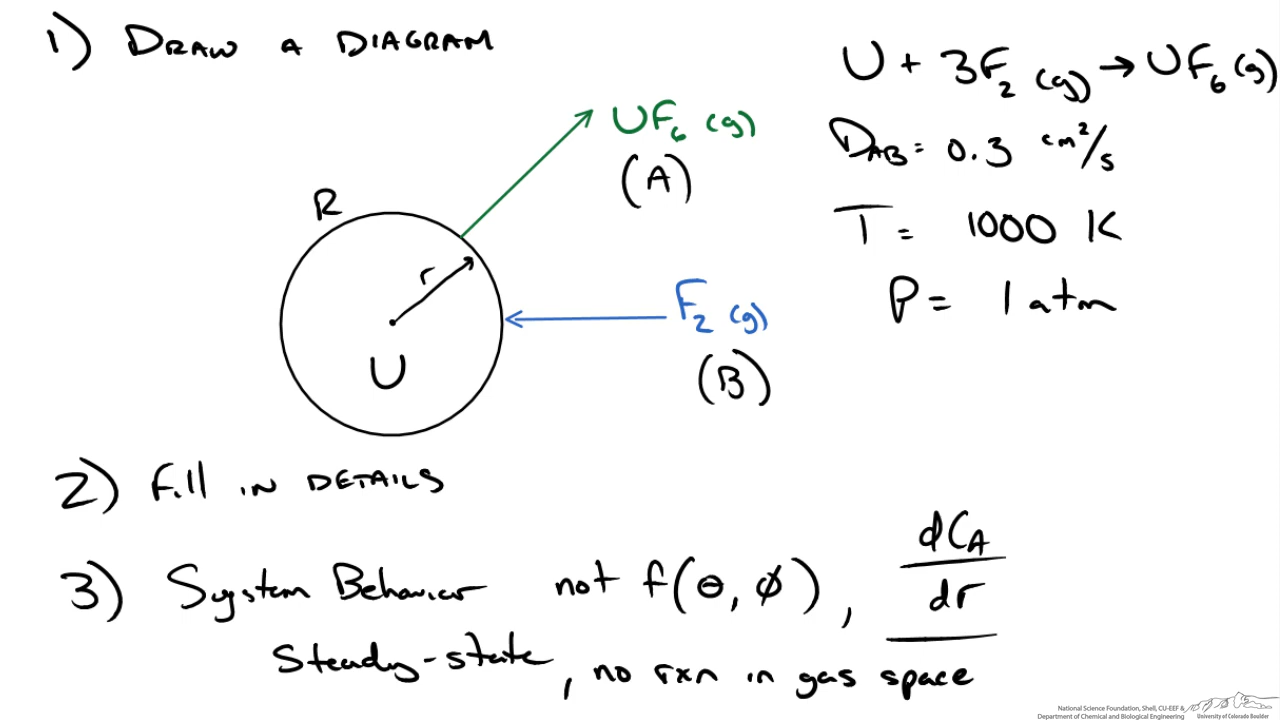 1) DRAW A DIAGRAM
U + 3F₂ (g) → UF₆ (g)
D_AB = 0.3 cm²/s
T = 1000 K
P = 1 atm
UF₆ (g)
(A)
R
r
U
F₂ (g)
(B)
2) Fill IN DETAILS
3) System Behavior not f(θ, ϕ), dC_A/dr
Steady-state, no rxn in gas space
National Science Foundation, Shell, CU-EEF &
Department of Chemical and Biological Engineering
University of Colorado Boulder